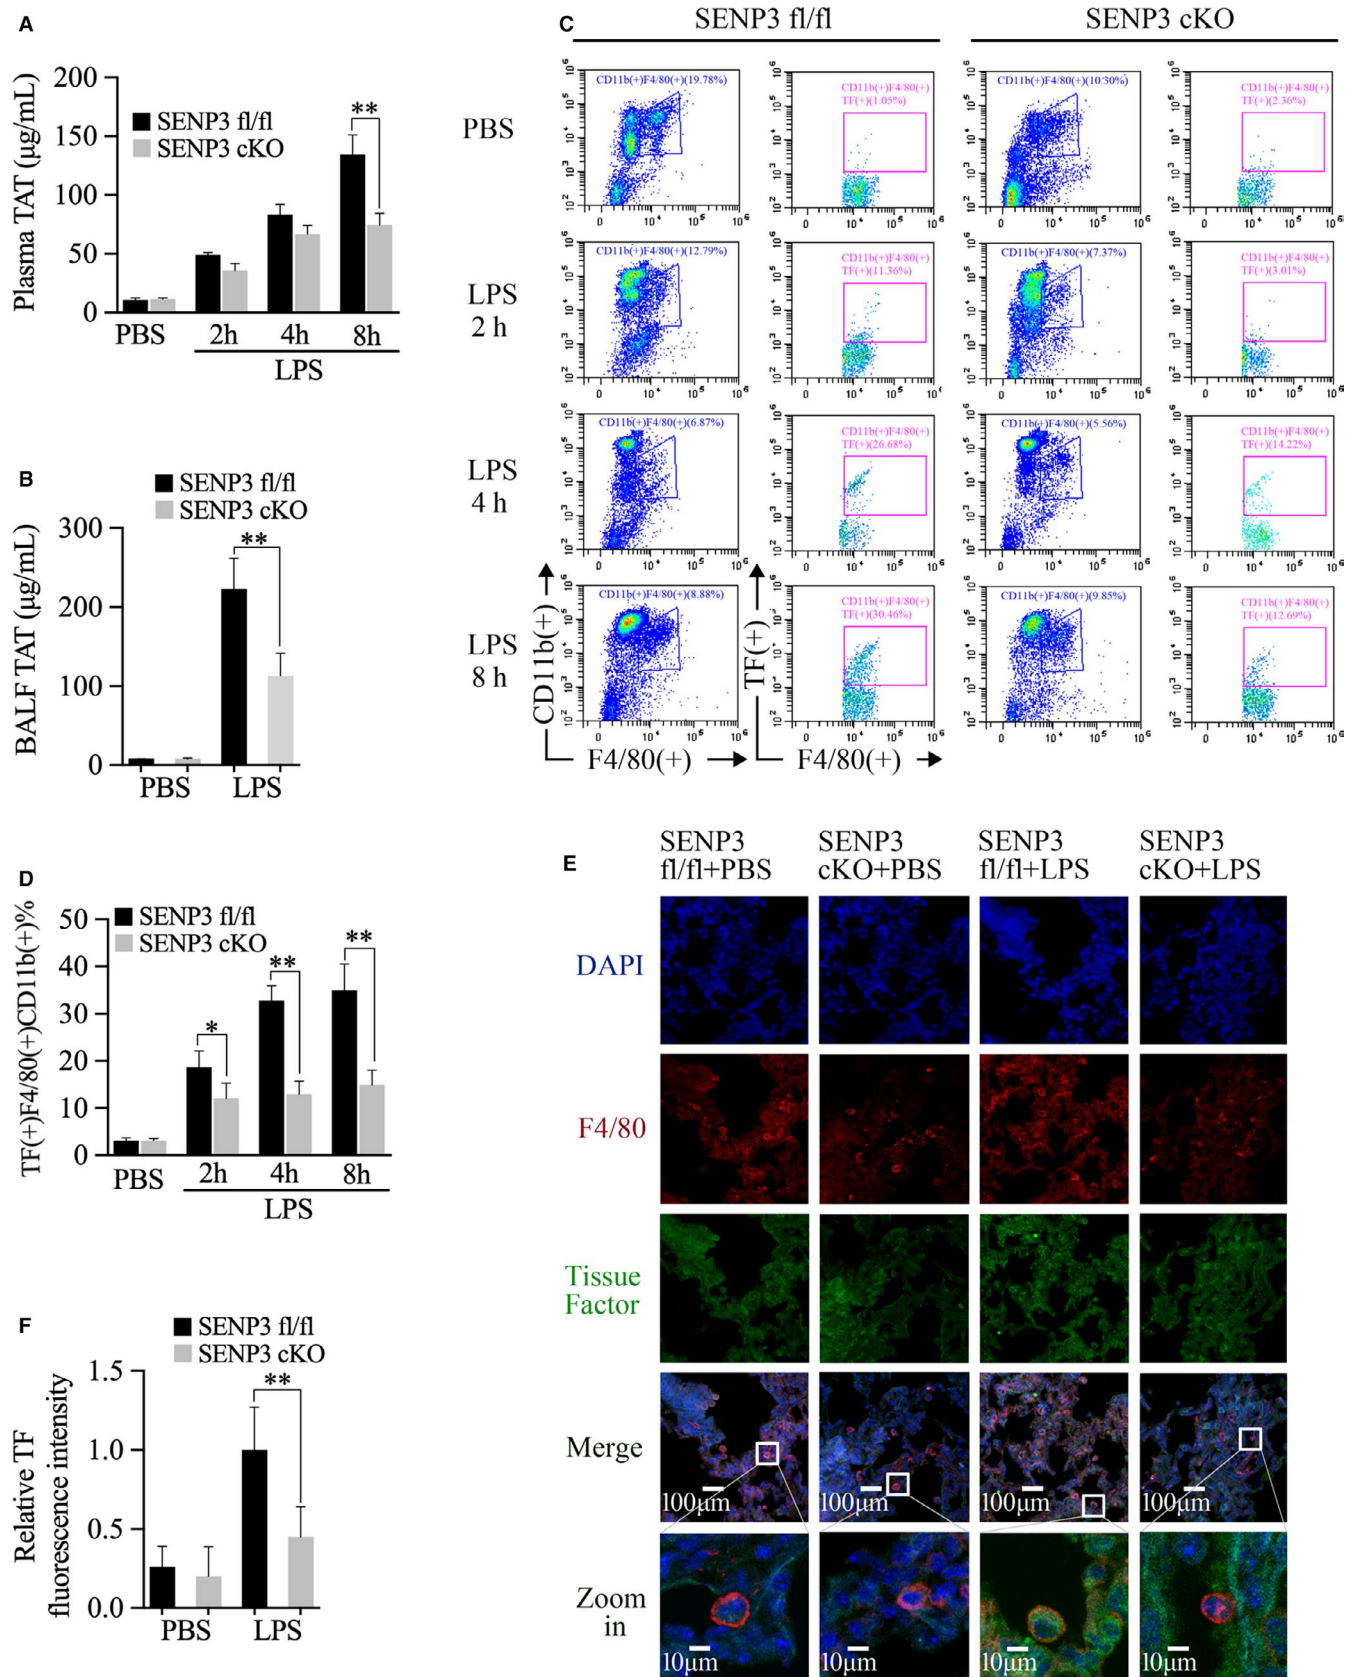 A
Plasma TAT (µg/mL)
200
150
100
50
0
SENP3 fl/fl
SENP3 cKO
**
PBS
2h
4h
8h
LPS
B
BALF TAT (µg/mL)
SENP3 fl/fl
SENP3 cKO
300
200
100
0
**
PBS
LPS
C
SENP3 fl/fl
SENP3 cKO
PBS
CD11b(+)F4/80(+)(19.78%)
CD11b(+)F4/80(+)
TF(+)(1.05%)
CD11b(+)F4/80(+)(10.30%)
CD11b(+)F4/80(+)
TF(+)(2.36%)
LPS
2 h
CD11b(+)F4/80(+)(12.79%)
CD11b(+)F4/80(+)
TF(+)(11.36%)
CD11b(+)F4/80(+)(7.37%)
CD11b(+)F4/80(+)
TF(+)(3.01%)
LPS
4 h
CD11b(+)F4/80(+)(6.87%)
CD11b(+)F4/80(+)
TF(+)(26.68%)
CD11b(+)F4/80(+)(5.56%)
CD11b(+)F4/80(+)
TF(+)(14.22%)
LPS
8 h
CD11b(+)F4/80(+)(8.88%)
CD11b(+)F4/80(+)
TF(+)(30.46%)
CD11b(+)F4/80(+)(9.85%)
CD11b(+)F4/80(+)
TF(+)(12.69%)
CD11b(+)
F4/80(+)
TF(+)
F4/80(+)
D
TF(+)F4/80(+)CD11b(+)%
50
40
30
20
10
0
SENP3 fl/fl
SENP3 cKO
*
**
**
PBS
2h
4h
8h
LPS
E
SENP3
fl/fl+PBS
SENP3
cKO+PBS
SENP3
fl/fl+LPS
SENP3
cKO+LPS
DAPI
F4/80
Tissue
Factor
Merge
100µm
100µm
100µm
100µm
Zoom
in
10µm
10µm
10µm
10µm
F
SENP3 fl/fl
SENP3 cKO
Relative TF
fluorescence intensity
1.5
1.0
0.5
0.0
**
PBS
LPS